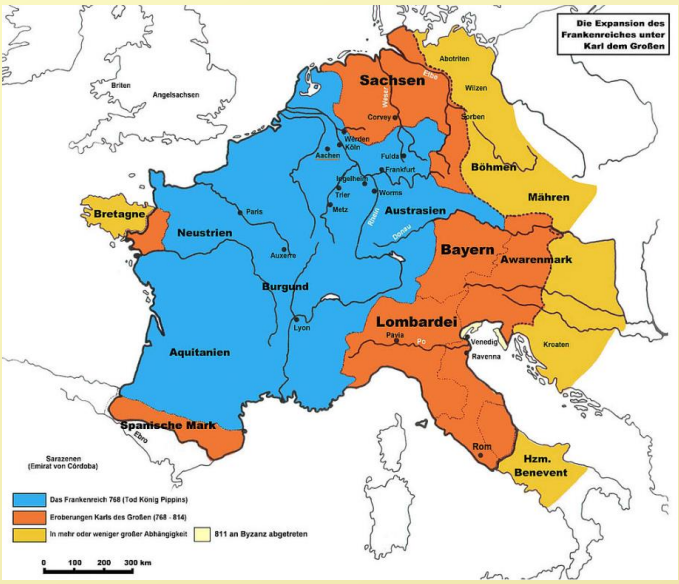 Die Expansion des
Frankenreiches unter
Karl dem Großen
Abotriten
Sachsen
Elbe
Briten
Wilzen
Weser
Angelsachsen
Corvey
Sorben
Werden
Köln
Aachen
Fulda
Böhmen
Frankfurt
Ingelheim
Trier
Worms
Mähren
Metz
Bretagne
Paris
Austrasien
Rhein
Neustrien
Donau
Bayern
Auxerre
Awarenmark
Burgund
Lombardei
Lyon
Pavia
Po
Venedig
Kroaten
Aquitanien
Ravenna
Spanische Mark
Ebro
Rom
Sarazenen
(Emirat von Córdoba)
Hzm.
Benevent
Das Frankenreich 768 (Tod König Pippins)
Eroberungen Karls des Großen (768 - 814)
In mehr oder weniger großer Abhängigkeit
811 an Byzanz abgetreten
0 100 200 300 km